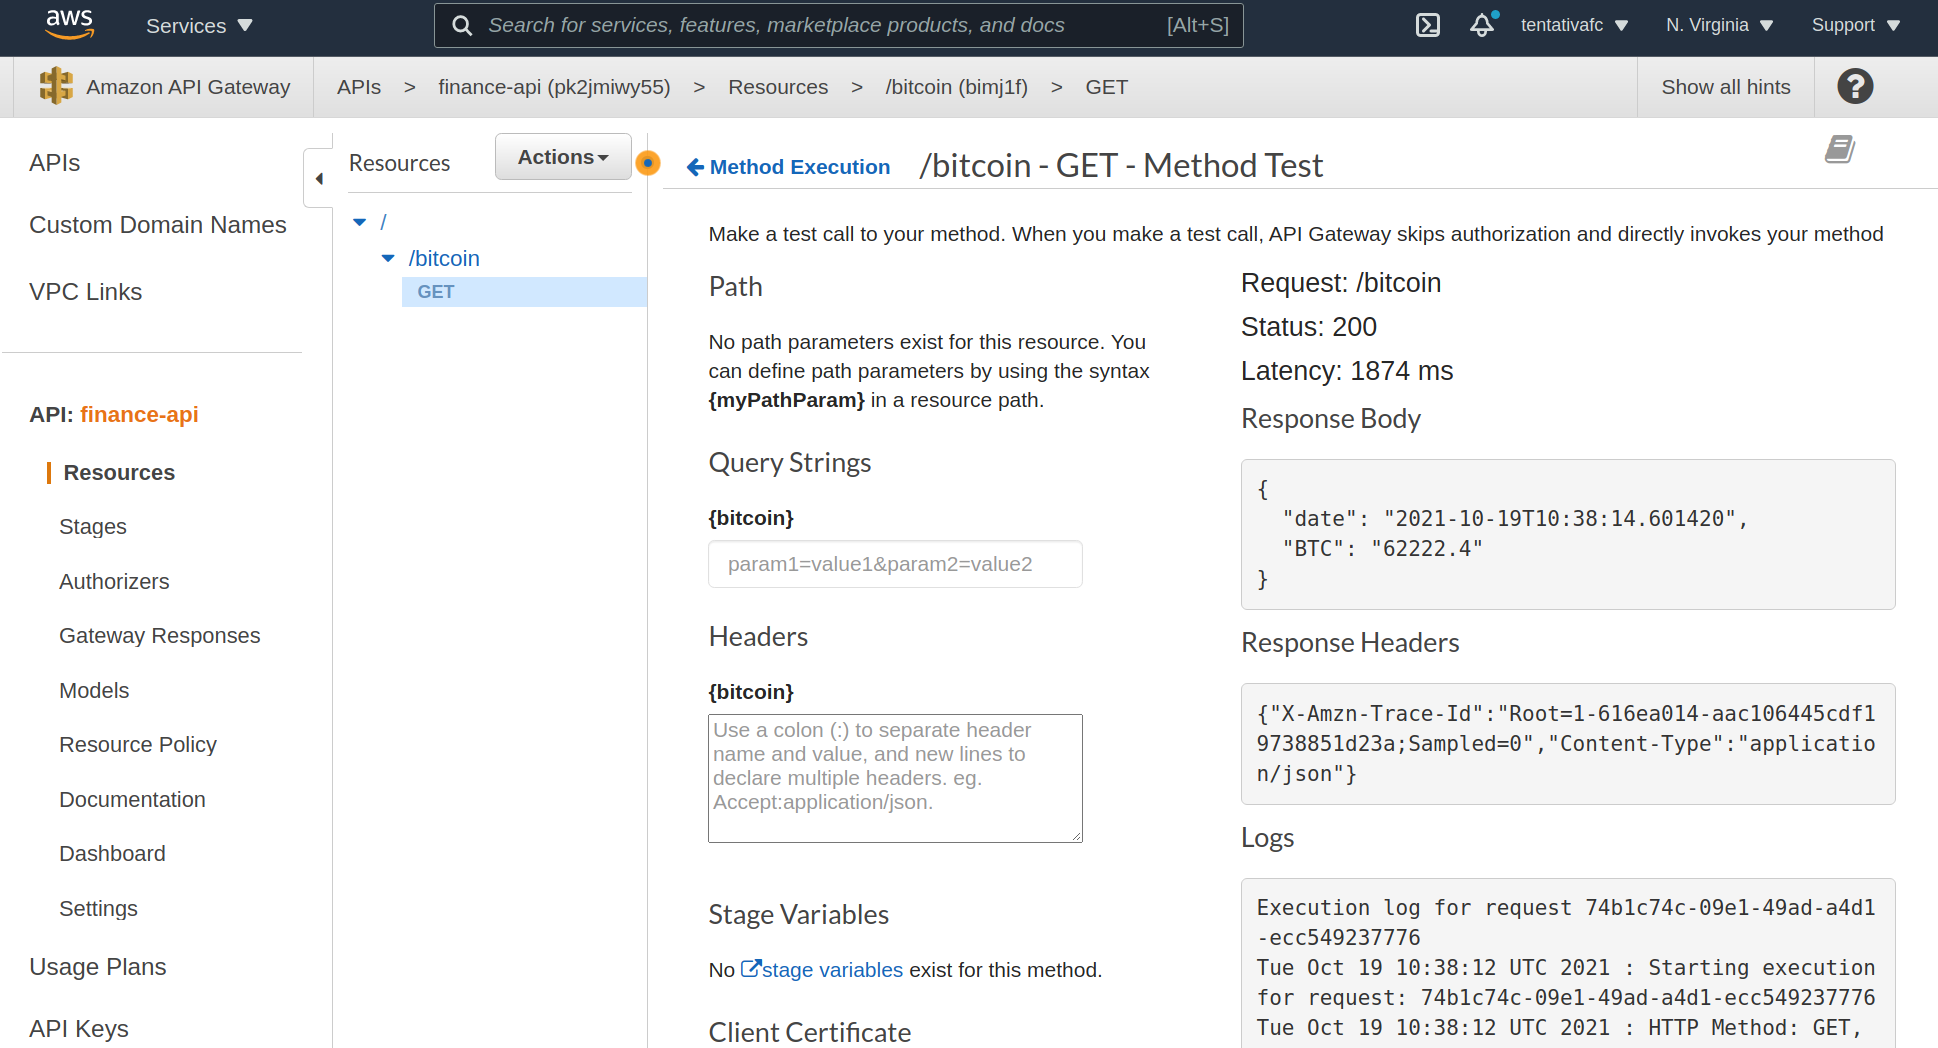 aws
Services
Search for services, features, marketplace products, and docs
[Alt+S]
tentativafc
N. Virginia
Support
Amazon API Gateway
APIs > finance-api (pk2jmiwy55) > Resources > /bitcoin (bimj1f) > GET
Show all hints
?
APIs
Custom Domain Names
VPC Links
API: finance-api
Resources
Stages
Authorizers
Gateway Responses
Models
Resource Policy
Documentation
Dashboard
Settings
Usage Plans
API Keys
Resources
Actions
/
/bitcoin
GET
Method Execution
/bitcoin - GET - Method Test
Make a test call to your method. When you make a test call, API Gateway skips authorization and directly invokes your method
Path
No path parameters exist for this resource. You
can define path parameters by using the syntax
{myPathParam} in a resource path.
Query Strings
{bitcoin}
param1=value1&param2=value2
Headers
{bitcoin}
Use a colon (:) to separate header
name and value, and new lines to
declare multiple headers. eg.
Accept:application/json.
Stage Variables
No stage variables exist for this method.
Client Certificate
Request: /bitcoin
Status: 200
Latency: 1874 ms
Response Body
{
"date": "2021-10-19T10:38:14.601420",
"BTC": "62222.4"
}
Response Headers
{"X-Amzn-Trace-Id":"Root=1-616ea014-aac106445cdf1
9738851d23a;Sampled=0","Content-Type":"applicatio
n/json"}
Logs
Execution log for request 74b1c74c-09e1-49ad-a4d1
-ecc549237776
Tue Oct 19 10:38:12 UTC 2021 : Starting execution
for request: 74b1c74c-09e1-49ad-a4d1-ecc549237776
Tue Oct 19 10:38:12 UTC 2021 : HTTP Method: GET,